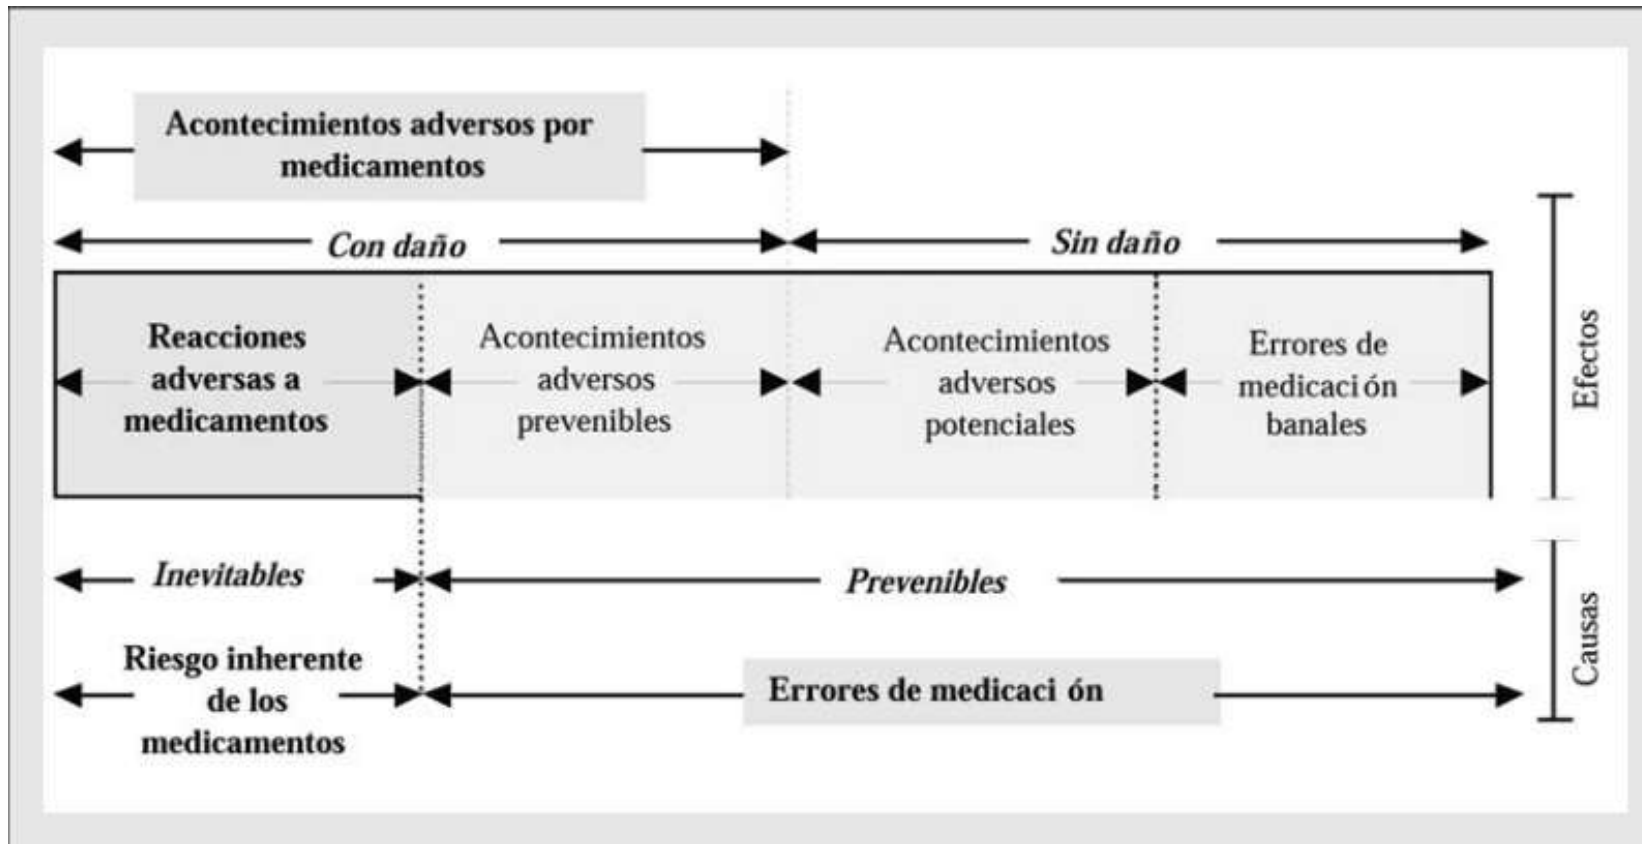 Acontecimientos adversos por
medicamentos
Con daño
Sin daño
Reacciones
adversas a
medicamentos
Acontecimientos
adversos
prevenibles
Acontecimientos
adversos
potenciales
Errores de
medicaci ón
banales
Efectos
Inevitables
Prevenibles
Riesgo inherente
de los
medicamentos
Errores de medicaci ón
Causas